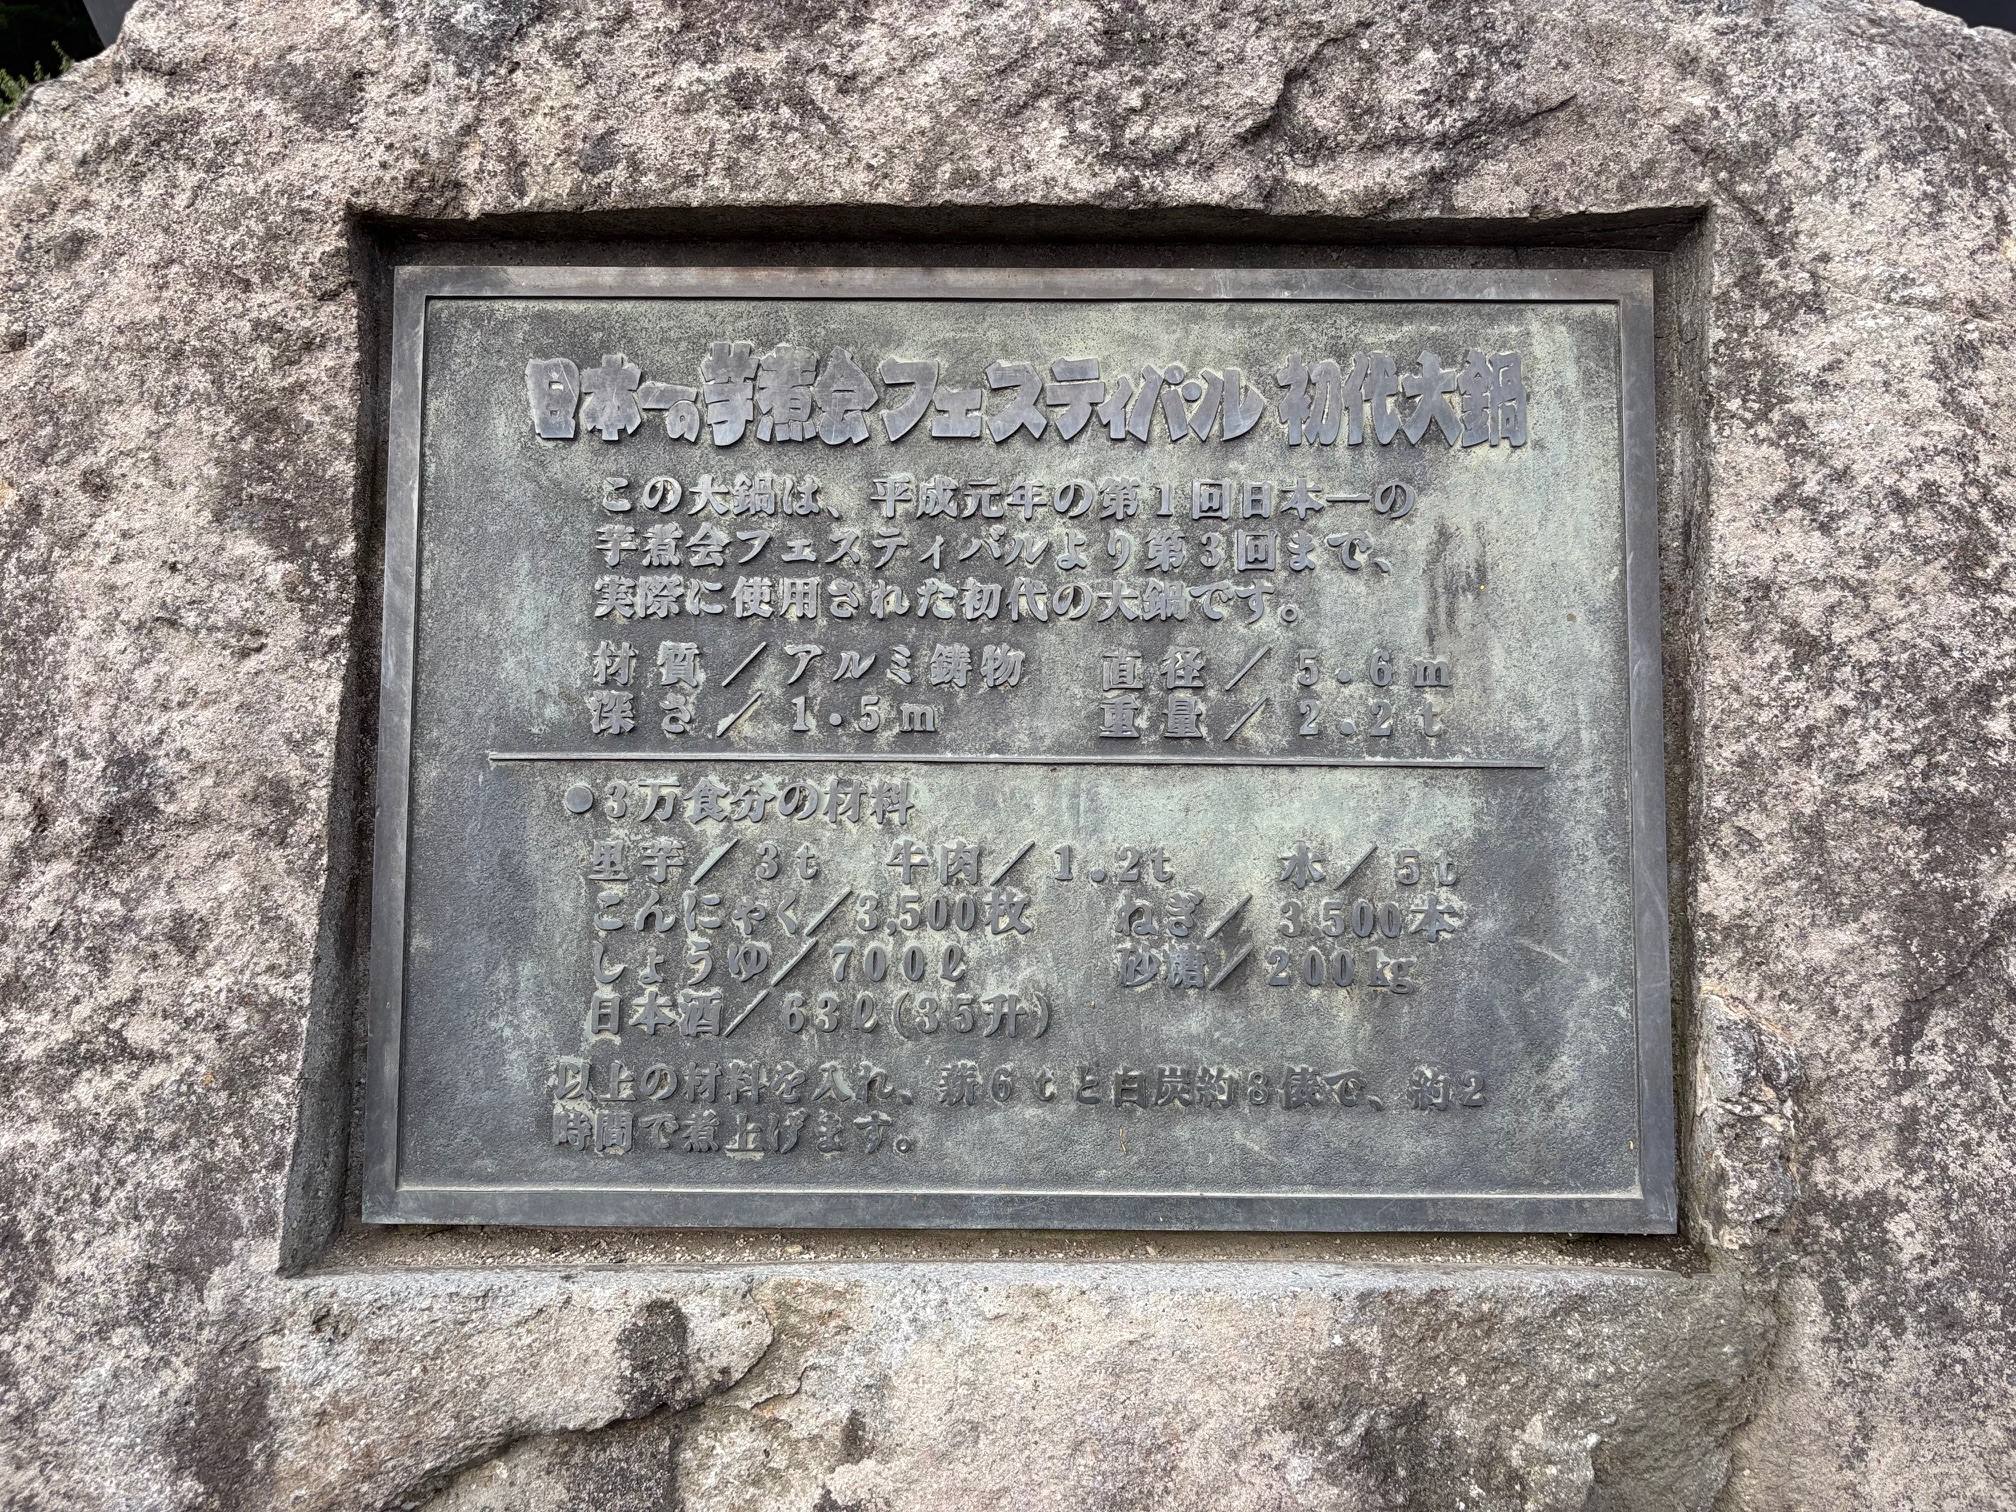 日本一の芋煮会フェスティバル 初代大鍋
この大鍋は、平成元年の第1回日本一の
芋煮会フェスティバルより第3回まで、
実際に使用された初代の大鍋です。
材質／アルミ鋳物 直径／5.6m
深さ／1.5m 重量／2.2t
●3万食分の材料
里芋／3t 牛肉／1.2t 水／5t
こんにゃく／3,500枚 ねぎ／3,500本
しょうゆ／700ℓ 砂糖／200kg
日本酒／63ℓ(35升)
以上の材料を入れ、薪6tと白炭約8俵で、約2
時間で煮上げます。